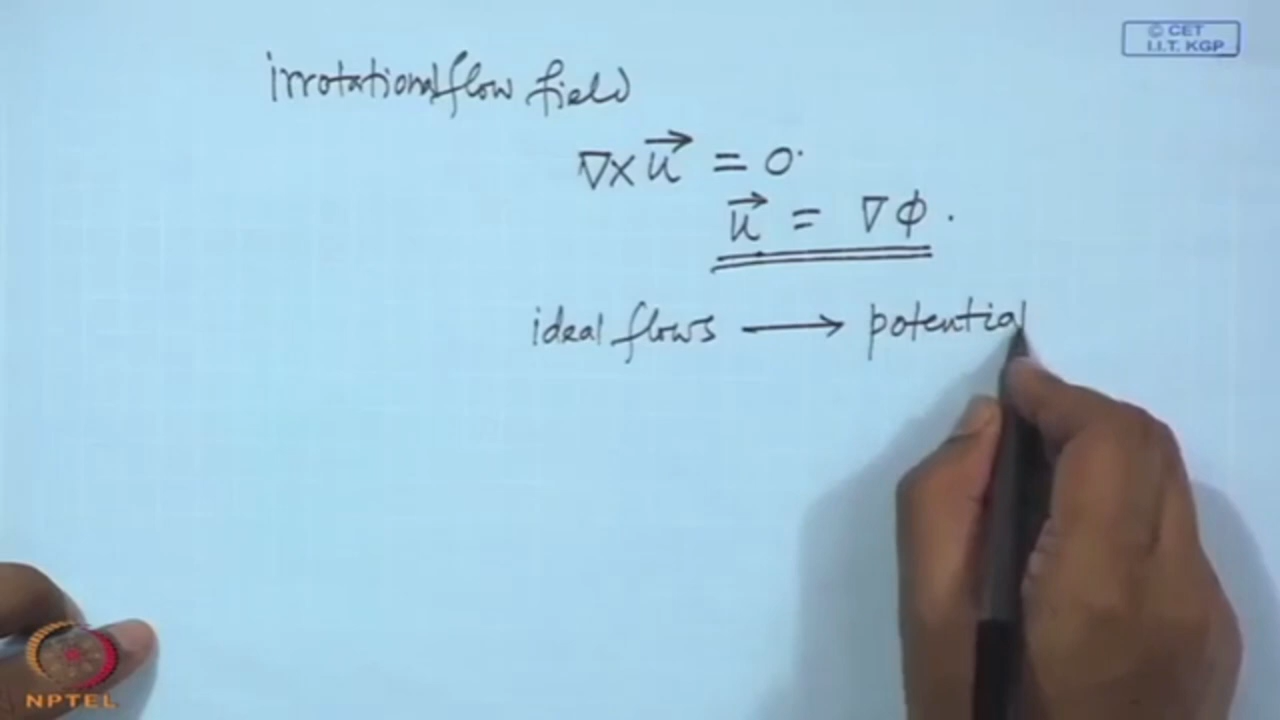 © CET
I.I.T. KGP
irrotational flow field
∇×u⃗ = 0.
u⃗ = ∇ϕ.
ideal flows ⟶ potential
NPTEL